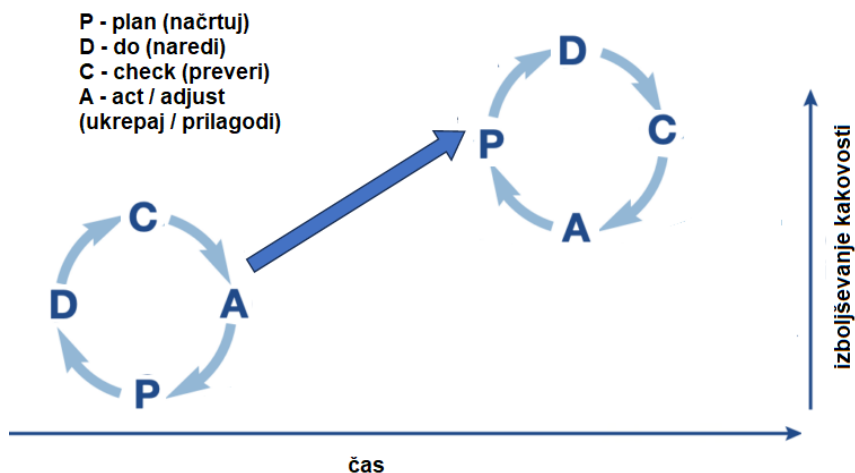 P - plan (načrtuj)
D - do (naredi)
C - check (preveri)
A - act / adjust
(ukrepaj / prilagodi)
D
P
C
A
C
D
A
P
izboljševanje kakovosti
čas